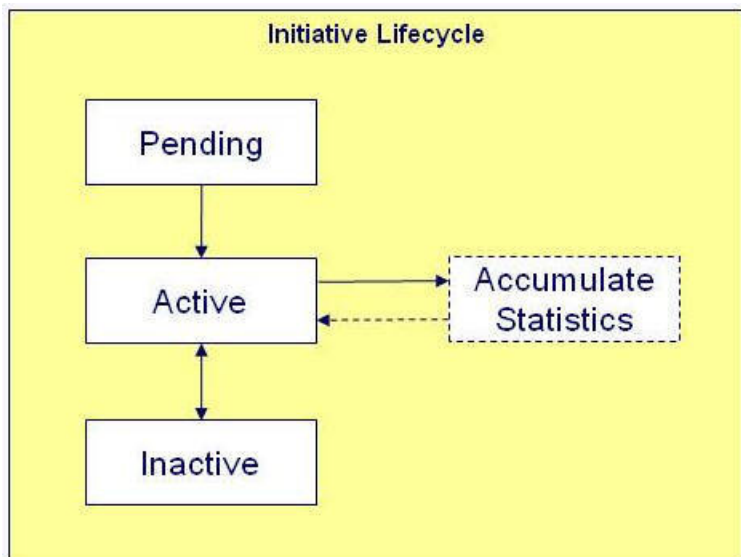 Initiative Lifecycle
Pending
Active
Accumulate
Statistics
Inactive